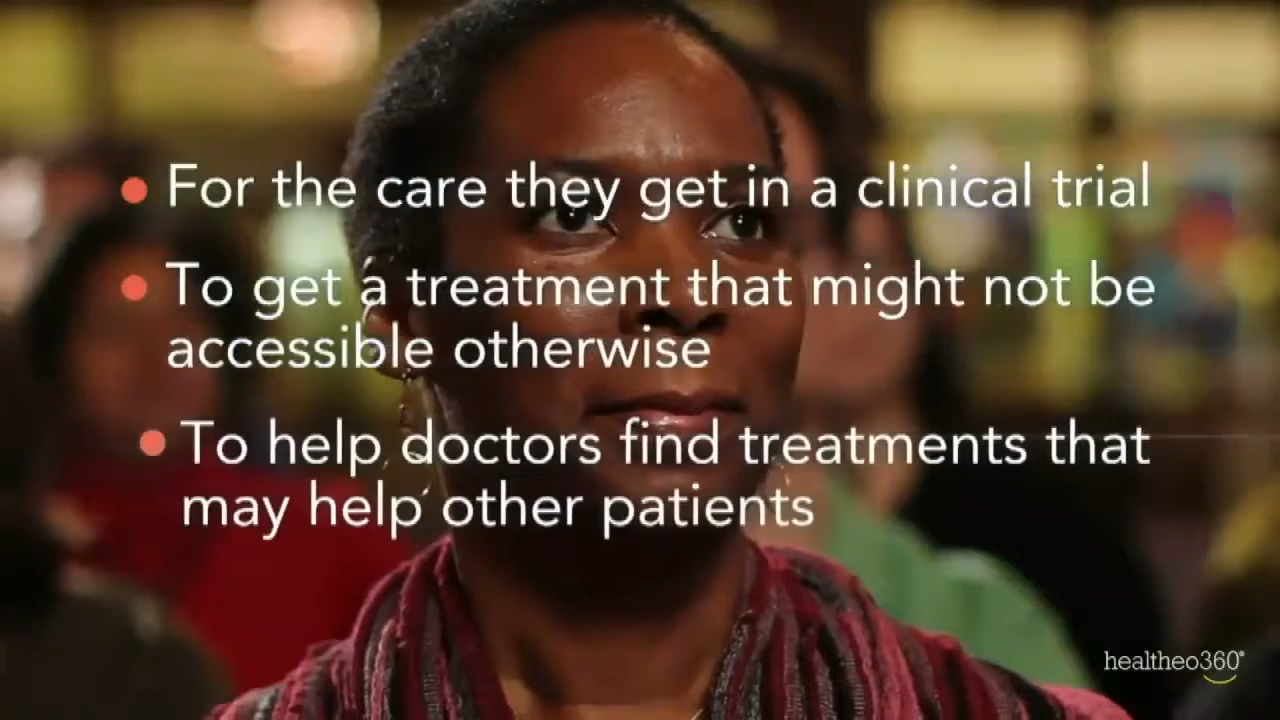 • For the care they get in a clinical trial
• To get a treatment that might not be
accessible otherwise
• To help doctors find treatments that
may help other patients
healtheo360°